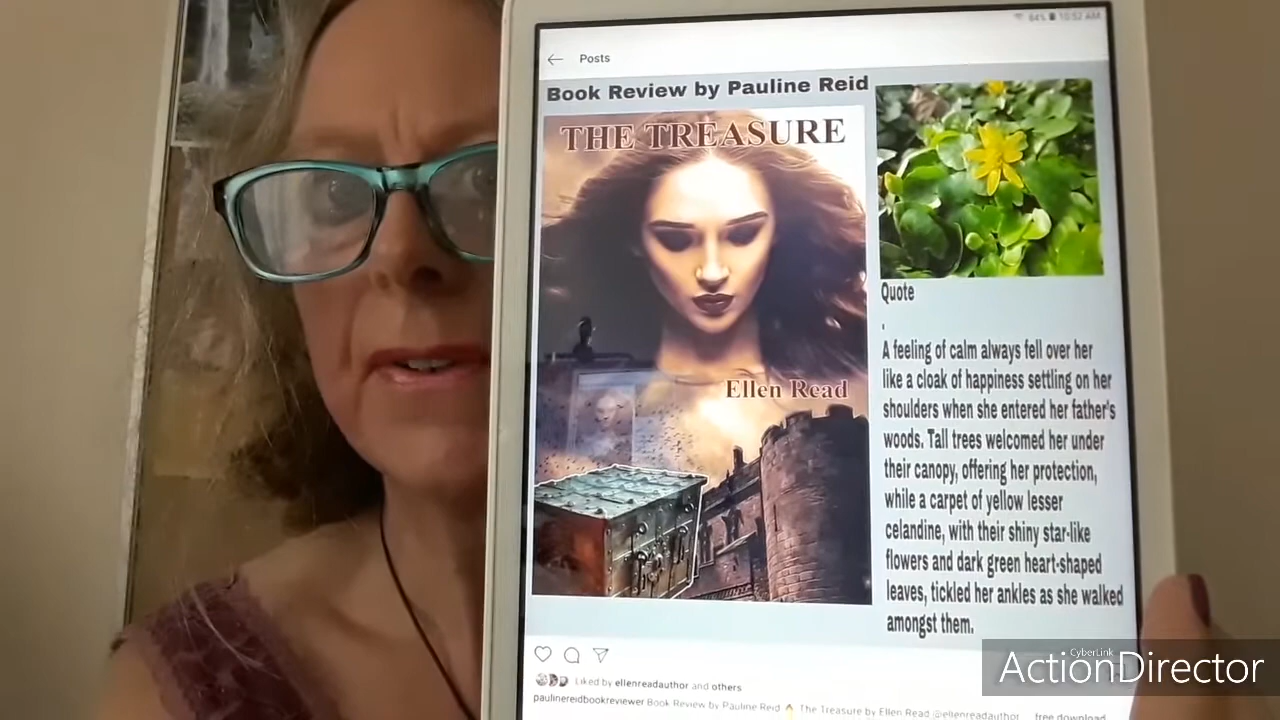 84% 10:52 AM
Posts
Book Review by Pauline Reid
THE TREASURE
Ellen Read
Quote
.
A feeling of calm always fell over her
like a cloak of happiness settling on her
shoulders when she entered her father's
woods. Tall trees welcomed her under
their canopy, offering her protection,
while a carpet of yellow lesser
celandine, with their shiny star-like
flowers and dark green heart-shaped
leaves, tickled her ankles as she walked
amongst them.
Liked by ellenreadauthor and others
paulinereidbookreviewer Book Review by Pauline Reid The Treasure by Ellen Read @ellenreadauthor free download
CyberLink
ActionDirector